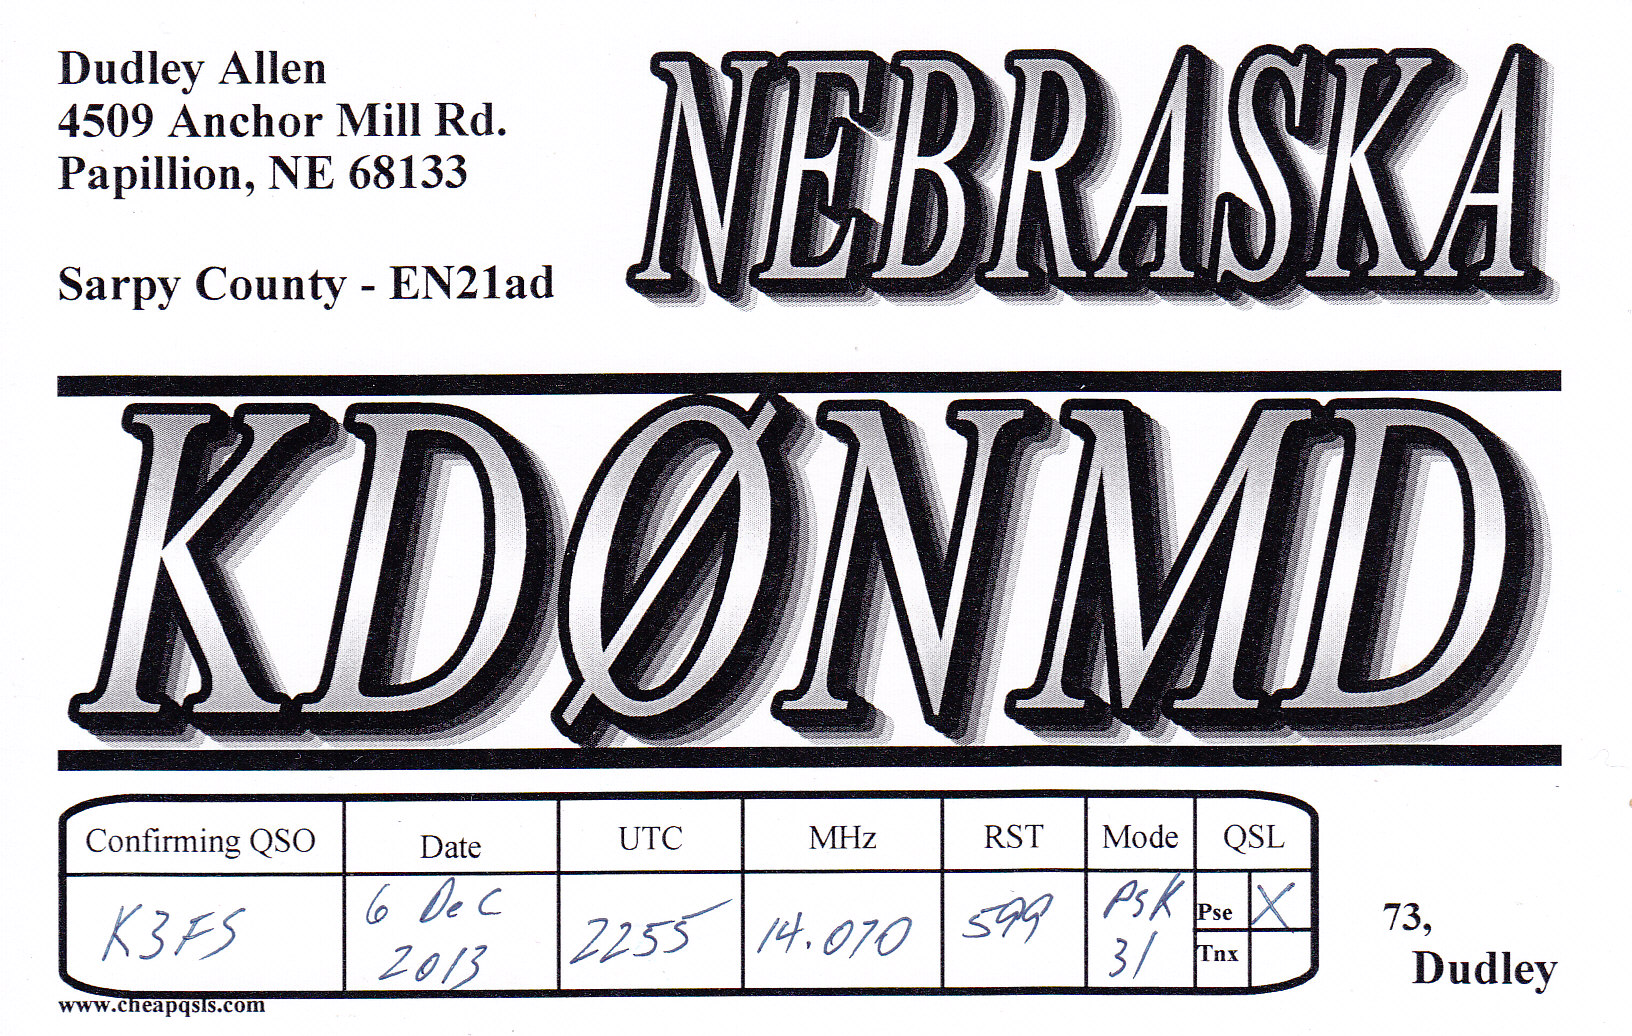 Dudley Allen
4509 Anchor Mill Rd.
Papillion, NE 68133
Sarpy County - EN21ad
NEBRASKA
KDØNMD
Confirming QSO Date UTC MHz RST Mode QSL
K3FS 6 Dec 2013 2255 14.070 599 PSK 31 Pse X
Tnx
73,
Dudley
www.cheapqsls.com